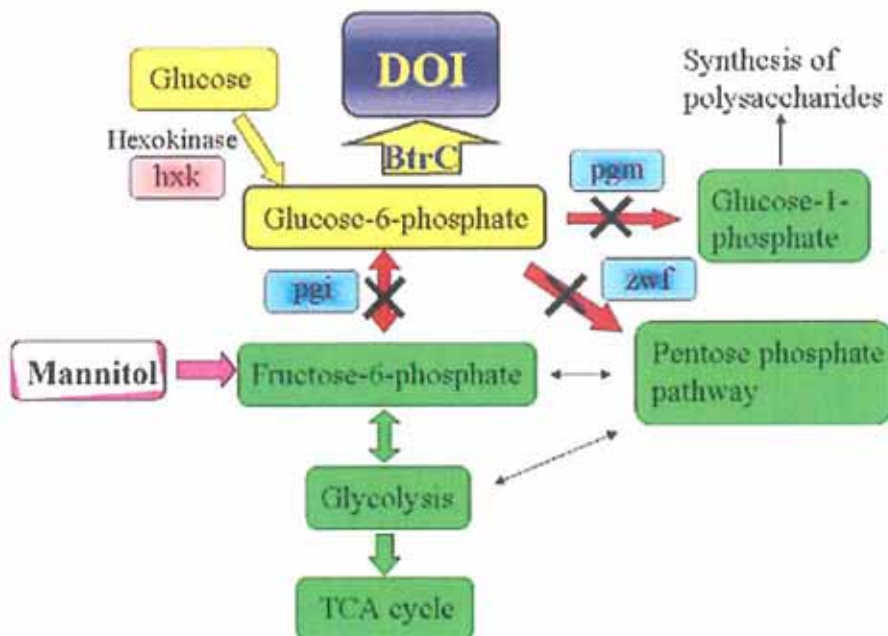 DOI
Glucose
Synthesis of
polysaccharides
Hexokinase
hxk
BtrC
pgm
Glucose-6-phosphate
Glucose-1-
phosphate
pgi
zwf
Mannitol
Fructose-6-phosphate
Pentose phosphate
pathway
Glycolysis
TCA cycle